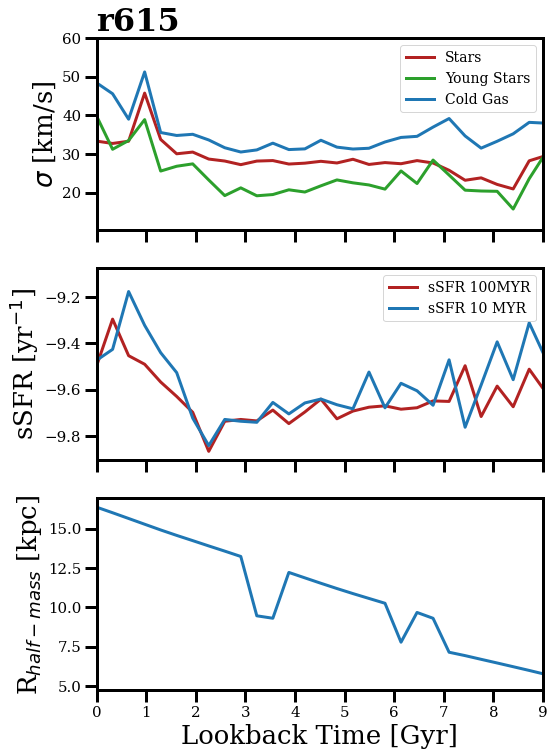 r615
60
50
40
30
20
σ [km/s]
Stars
Young Stars
Cold Gas
−9.2
−9.4
−9.6
−9.8
sSFR [yr⁻¹]
sSFR 100MYR
sSFR 10 MYR
15.0
12.5
10.0
7.5
5.0
R_half−mass [kpc]
0 1 2 3 4 5 6 7 8 9
Lookback Time [Gyr]